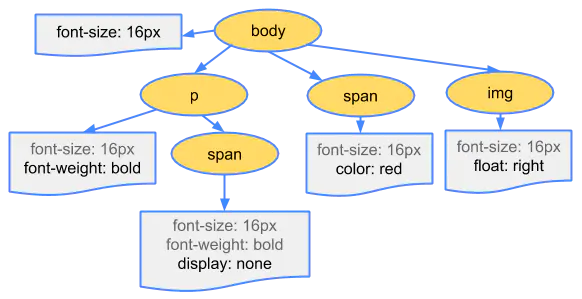 font-size: 16px
body
p
span
img
font-size: 16px
font-weight: bold
span
font-size: 16px
color: red
font-size: 16px
float: right
font-size: 16px
font-weight: bold
display: none